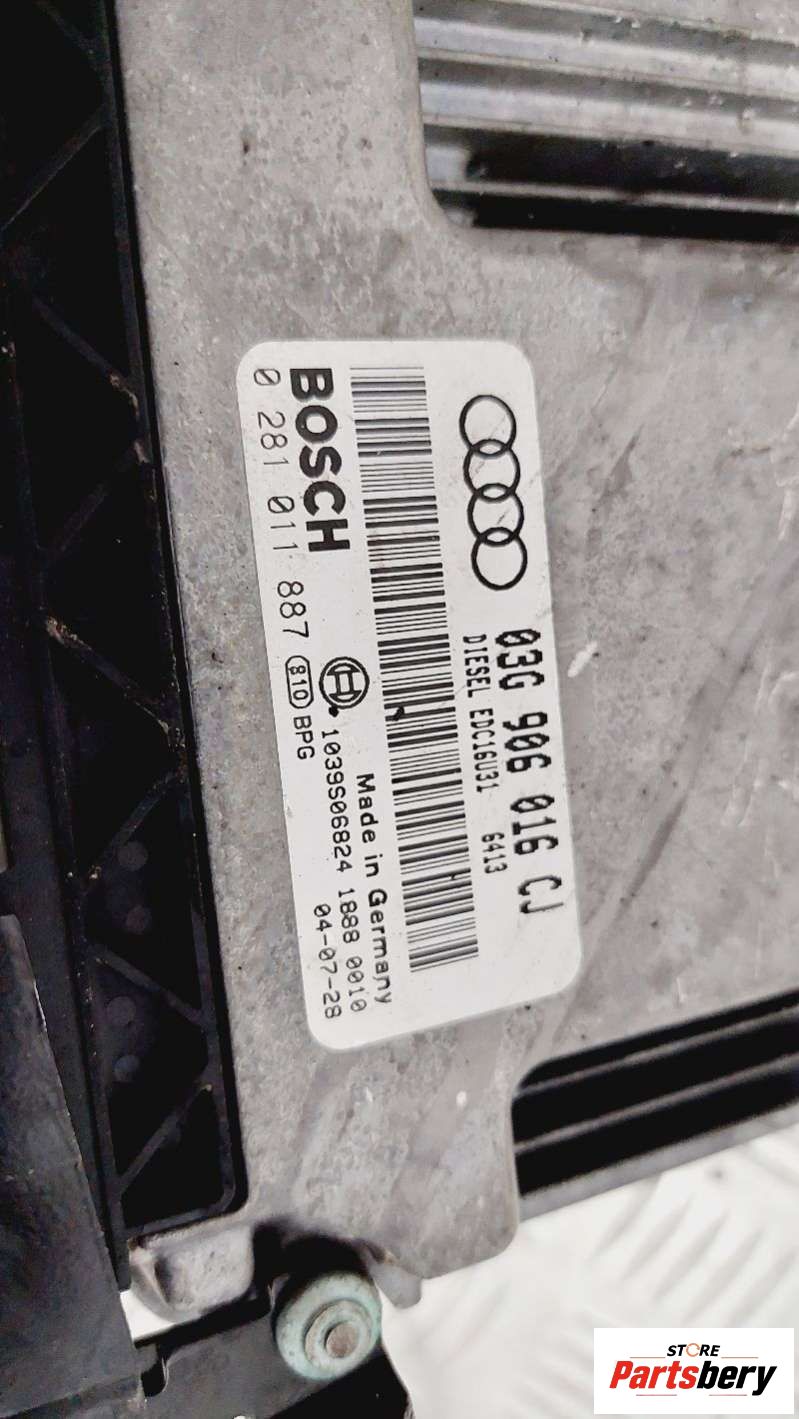 03G 906 016 CJ
DIESEL EDC16U31 6413
Made in Germany
BOSCH
1039S06824 1888 0010
0 281 011 887 810 BPG 04-07-28
STORE
Partsbery